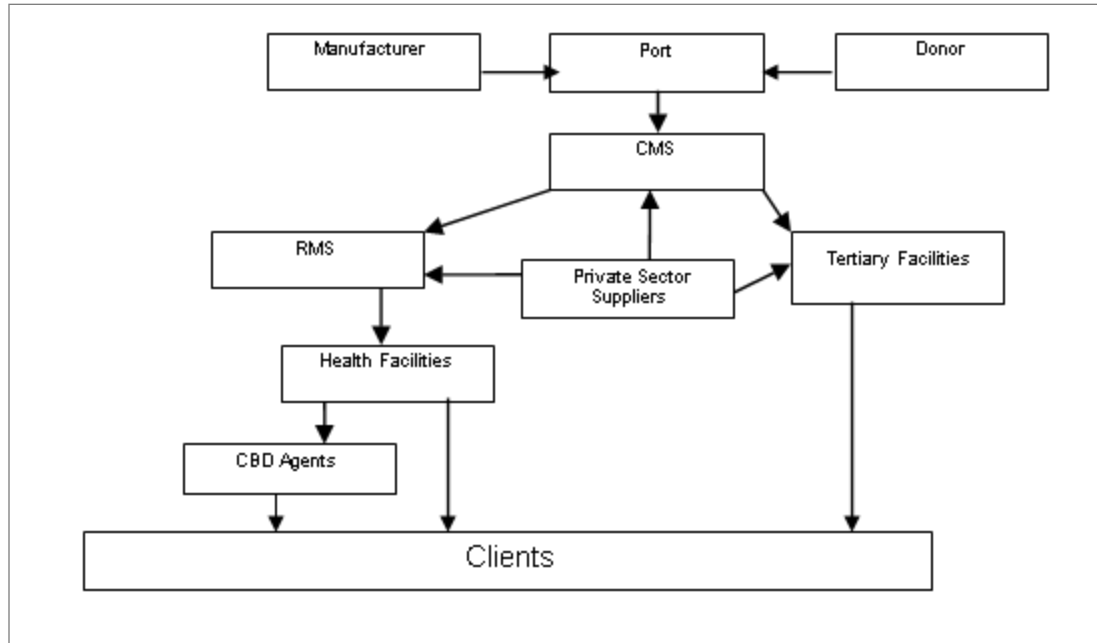 Manufacturer
Port
Donor
CMS
RMS
Private Sector
Suppliers
Tertiary Facilities
Health Facilities
CBD Agents
Clients